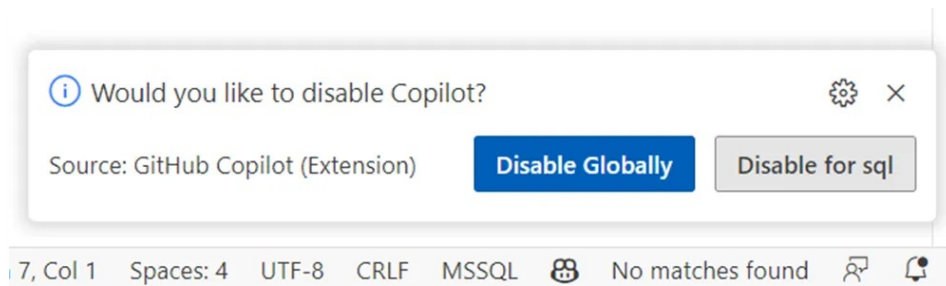 Would you like to disable Copilot?
Source: GitHub Copilot (Extension) Disable Globally Disable for sql
7, Col 1 Spaces: 4 UTF-8 CRLF MSSQL No matches found